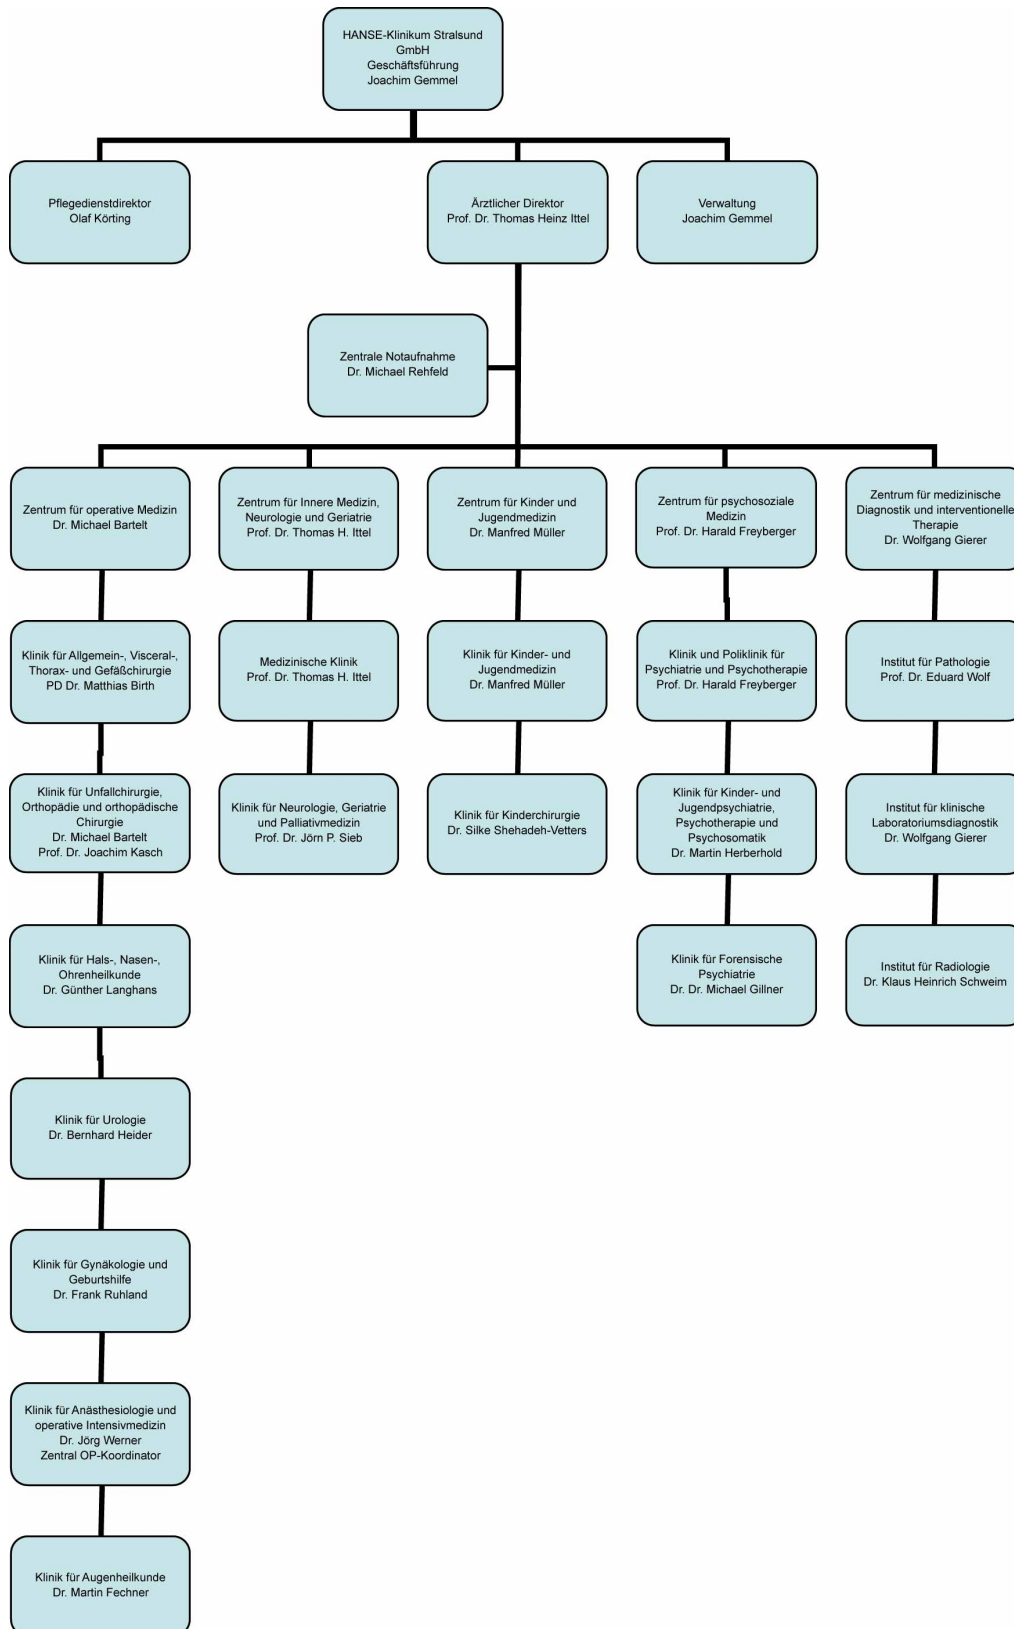 HANSE-Klinikum Stralsund
GmbH
Geschäftsführung
Joachim Gemmel
Pflegedienstdirektor
Olaf Körting
Ärztlicher Direktor
Prof. Dr. Thomas Heinz Ittel
Verwaltung
Joachim Gemmel
Zentrale Notaufnahme
Dr. Michael Rehfeld
Zentrum für operative Medizin
Dr. Michael Bartelt
Zentrum für Innere Medizin,
Neurologie und Geriatrie
Prof. Dr. Thomas H. Ittel
Zentrum für Kinder und
Jugendmedizin
Dr. Manfred Müller
Zentrum für psychosoziale
Medizin
Prof. Dr. Harald Freyberger
Zentrum für medizinische
Diagnostik und interventionelle
Therapie
Dr. Wolfgang Gierer
Klinik für Allgemein-, Visceral-,
Thorax- und Gefäßchirurgie
PD Dr. Matthias Birth
Medizinische Klinik
Prof. Dr. Thomas H. Ittel
Klinik für Kinder- und
Jugendmedizin
Dr. Manfred Müller
Klinik und Poliklinik für
Psychiatrie und Psychotherapie
Prof. Dr. Harald Freyberger
Institut für Pathologie
Prof. Dr. Eduard Wolf
Klinik für Unfallchirurgie,
Orthopädie und orthopädische
Chirurgie
Dr. Michael Bartelt
Prof. Dr. Joachim Kasch
Klinik für Neurologie, Geriatrie
und Palliativmedizin
Prof. Dr. Jörn P. Sieb
Klinik für Kinderchirurgie
Dr. Silke Shehadeh-Vetters
Klinik für Kinder- und
Jugendpsychiatrie,
Psychotherapie und
Psychosomatik
Dr. Martin Herberhold
Institut für klinische
Laboratoriumsdiagnostik
Dr. Wolfgang Gierer
Klinik für Hals-, Nasen-,
Ohrenheilkunde
Dr. Günther Langhans
Klinik für Forensische
Psychiatrie
Dr. Dr. Michael Gillner
Institut für Radiologie
Dr. Klaus Heinrich Schweim
Klinik für Urologie
Dr. Bernhard Heider
Klinik für Gynäkologie und
Geburtshilfe
Dr. Frank Ruhland
Klinik für Anästhesiologie und
operative Intensivmedizin
Dr. Jörg Werner
Zentral OP-Koordinator
Klinik für Augenheilkunde
Dr. Martin Fechner